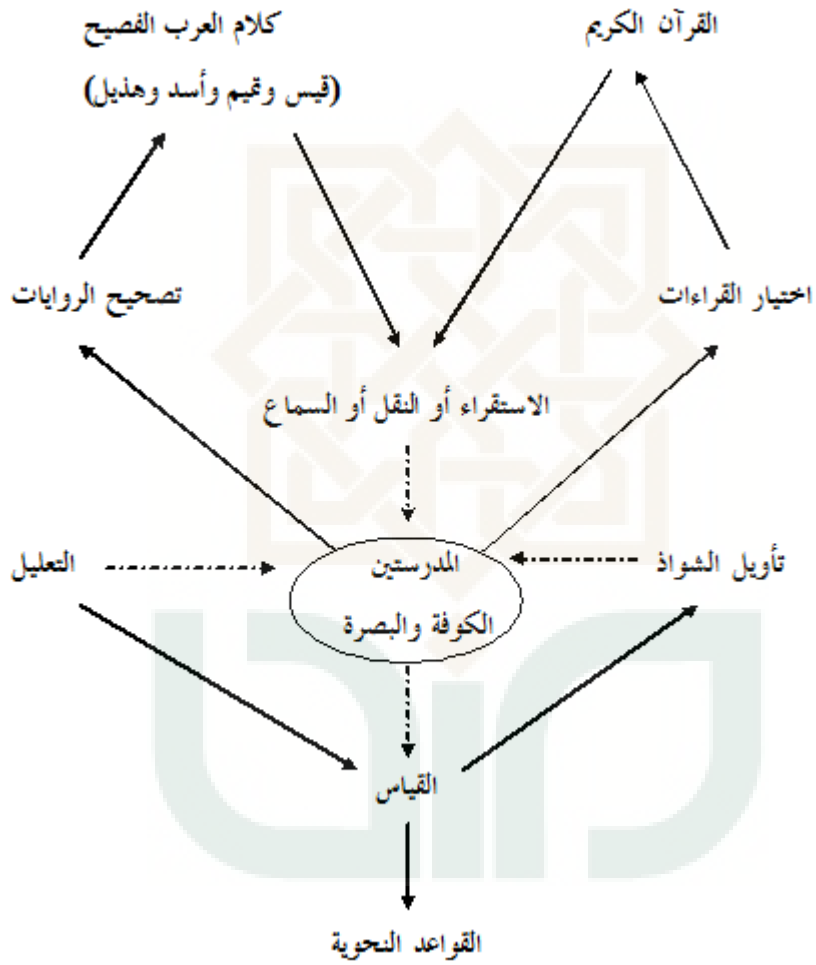 القرآن الكريم
كلام العرب الفصيح
(قيس وتميم وأسد وهذيل)
اختيار القراءات
تصحيح الروايات
الاستقراء أو النقل أو السماع
تأويل الشواذ
المدرستين
التعليل
الكوفة والبصرة
القياس
القواعد النحوية